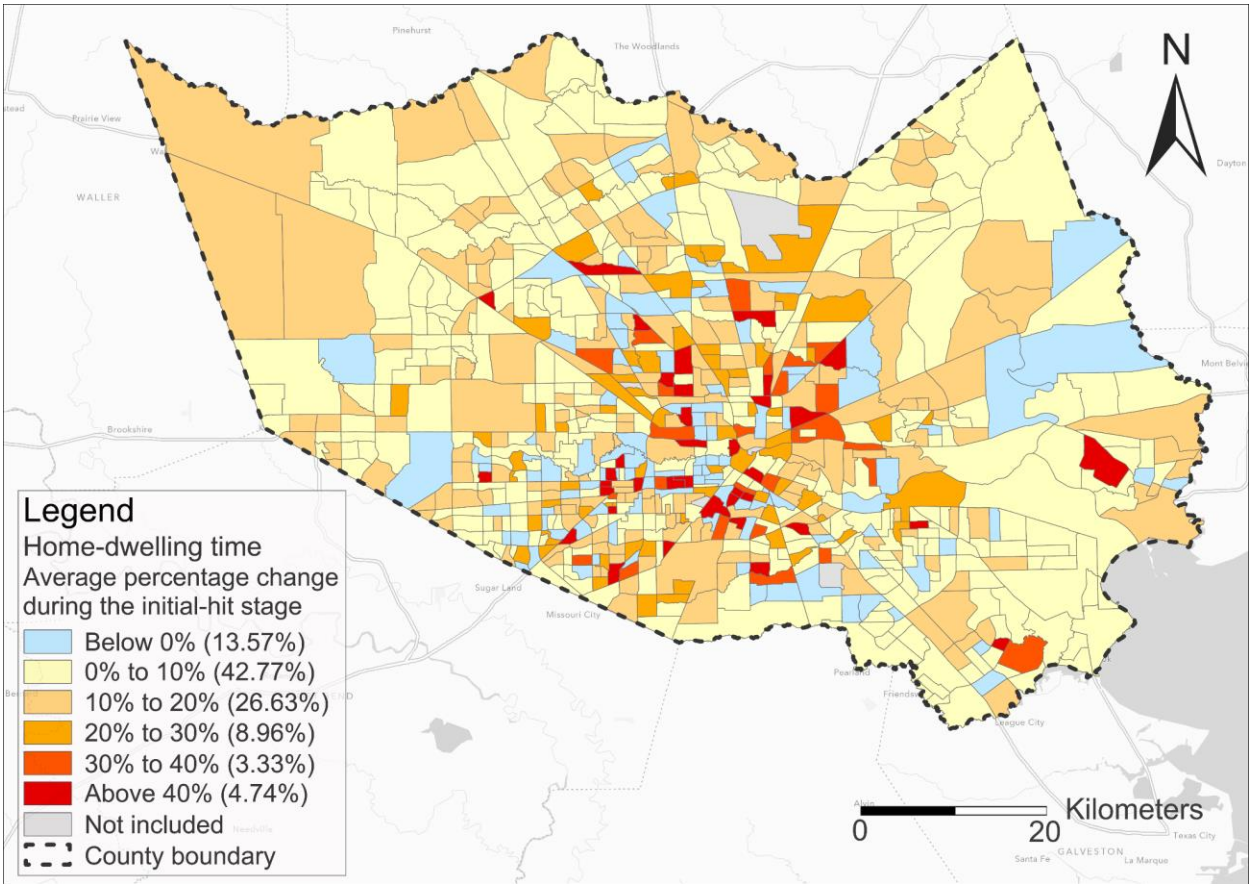 Pinehurst
The Woodlands
N
stead
Prairie View
Dayton
WALLER
Mont Belvie
Brookshire
Legend
Home-dwelling time
Average percentage change
during the initial-hit stage
Below 0% (13.57%)
0% to 10% (42.77%)
10% to 20% (26.63%)
20% to 30% (8.96%)
30% to 40% (3.33%)
Above 40% (4.74%)
Not included
County boundary
Sugar Land
Missouri City
Pearland
Friendsw
League City
Needville
Alvin
Kilometers
0 20
Texas City
GALVESTON
Santa Fe
La Marque